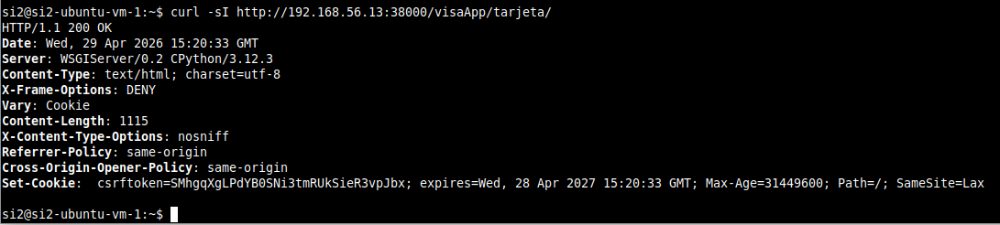 si2@si2-ubuntu-vm-1:~$ curl -sI http://192.168.56.13:38000/visaApp/tarjeta/
HTTP/1.1 200 OK
Date: Wed, 29 Apr 2026 15:20:33 GMT
Server: WSGIServer/0.2 CPython/3.12.3
Content-Type: text/html; charset=utf-8
X-Frame-Options: DENY
Vary: Cookie
Content-Length: 1115
X-Content-Type-Options: nosniff
Referrer-Policy: same-origin
Cross-Origin-Opener-Policy: same-origin
Set-Cookie:  csrftoken=SMhgqXgLPdYB0SNi3tmRUkSieR3vpJbx; expires=Wed, 28 Apr 2027 15:20:33 GMT; Max-Age=31449600; Path=/; SameSite=Lax
si2@si2-ubuntu-vm-1:~$